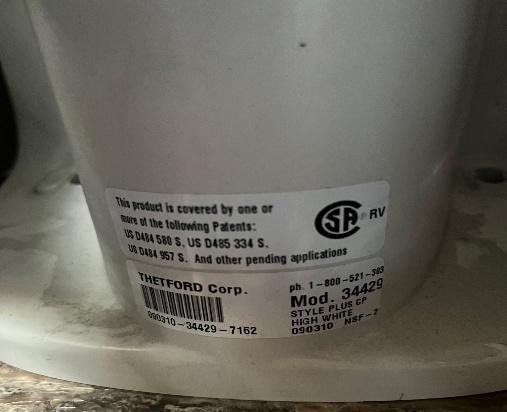 This product is covered by one or
more of the following Patents:
US D484 580 S, US D485 334 S,
US D484 957 S. And other pending applications
SA RV
THETFORD Corp.
090310-34429-7162
ph. 1-800-521-303
Mod. 34429
STYLE PLUS CP
HIGH WHITE
090310 NSF-2